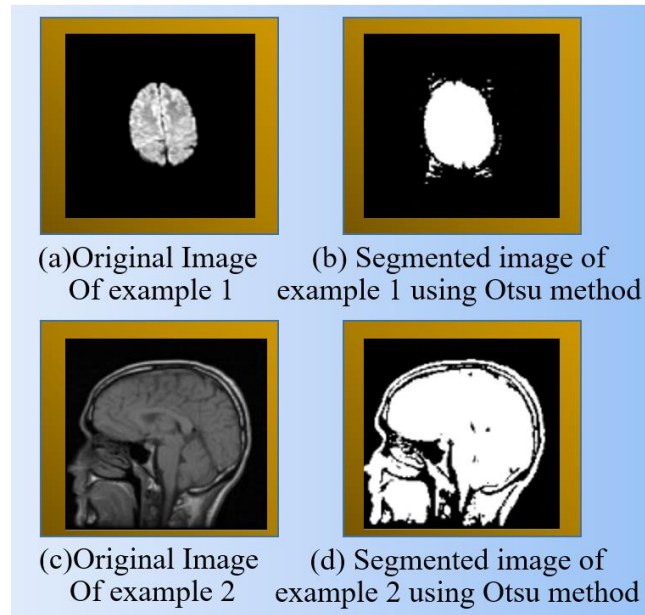 (a)Original Image
Of example 1
(b) Segmented image of
example 1 using Otsu method
(c)Original Image
Of example 2
(d) Segmented image of
example 2 using Otsu method